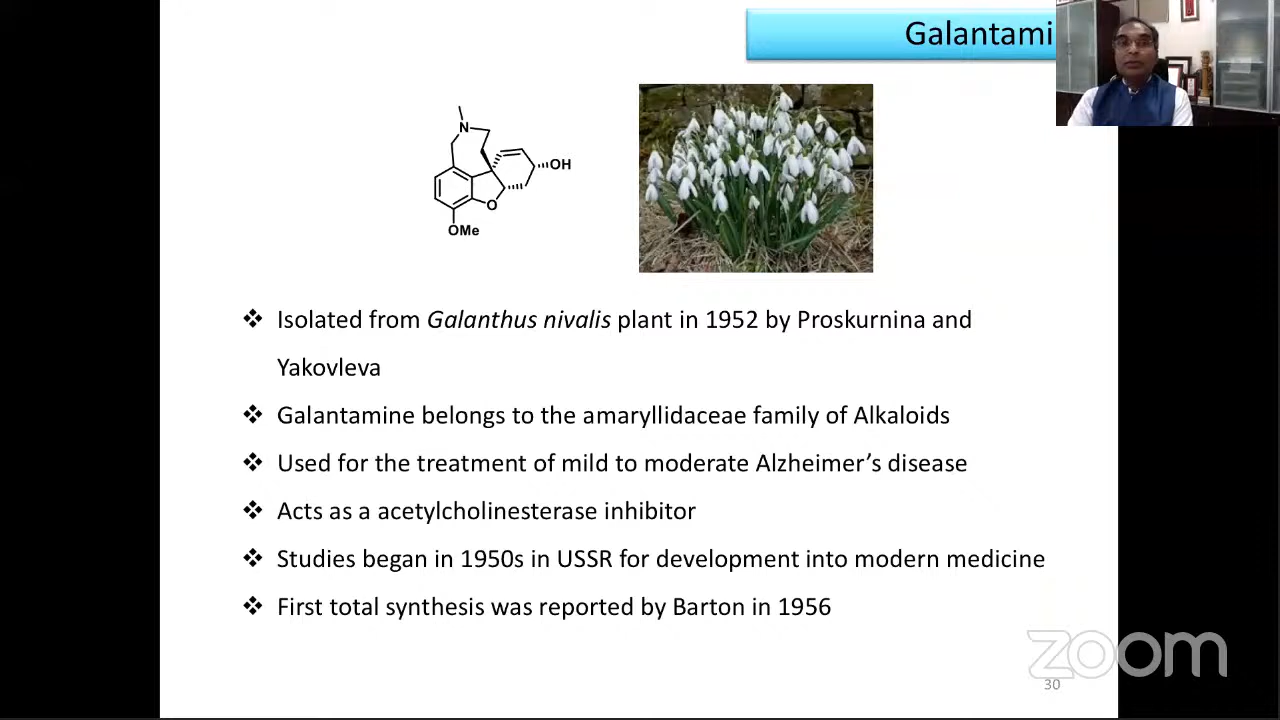 Galantami
N
OH
O
OMe
❖ Isolated from Galanthus nivalis plant in 1952 by Proskurnina and
Yakovleva
❖ Galantamine belongs to the amaryllidaceae family of Alkaloids
❖ Used for the treatment of mild to moderate Alzheimer’s disease
❖ Acts as a acetylcholinesterase inhibitor
❖ Studies began in 1950s in USSR for development into modern medicine
❖ First total synthesis was reported by Barton in 1956
zoom
30